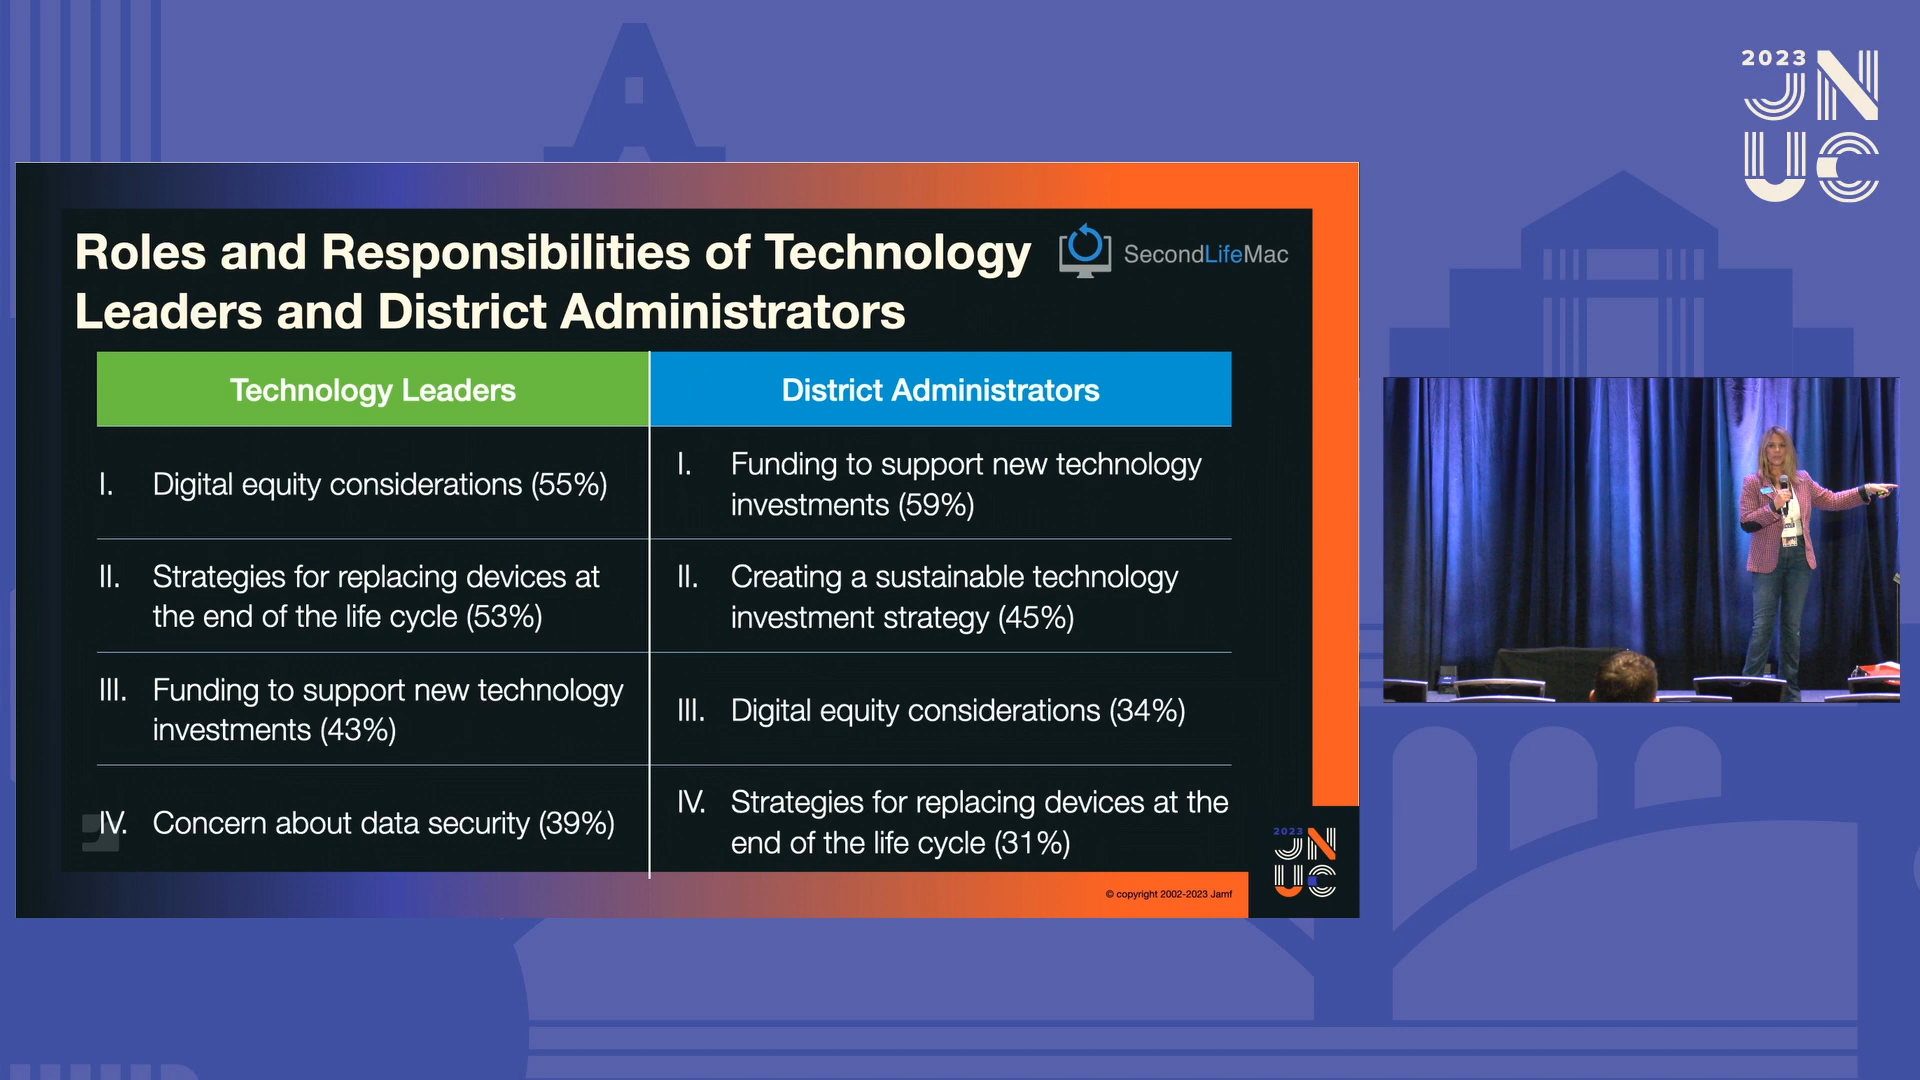 2023
JN
UC
Roles and Responsibilities of Technology
Leaders and District Administrators
SecondLifeMac
Technology Leaders
District Administrators
I. Digital equity considerations (55%)
I. Funding to support new technology
investments (59%)
II. Strategies for replacing devices at
the end of the life cycle (53%)
II. Creating a sustainable technology
investment strategy (45%)
III. Funding to support new technology
investments (43%)
III. Digital equity considerations (34%)
IV. Concern about data security (39%)
IV. Strategies for replacing devices at the
end of the life cycle (31%)
© copyright 2002-2023 Jamf
2023
JN
UC